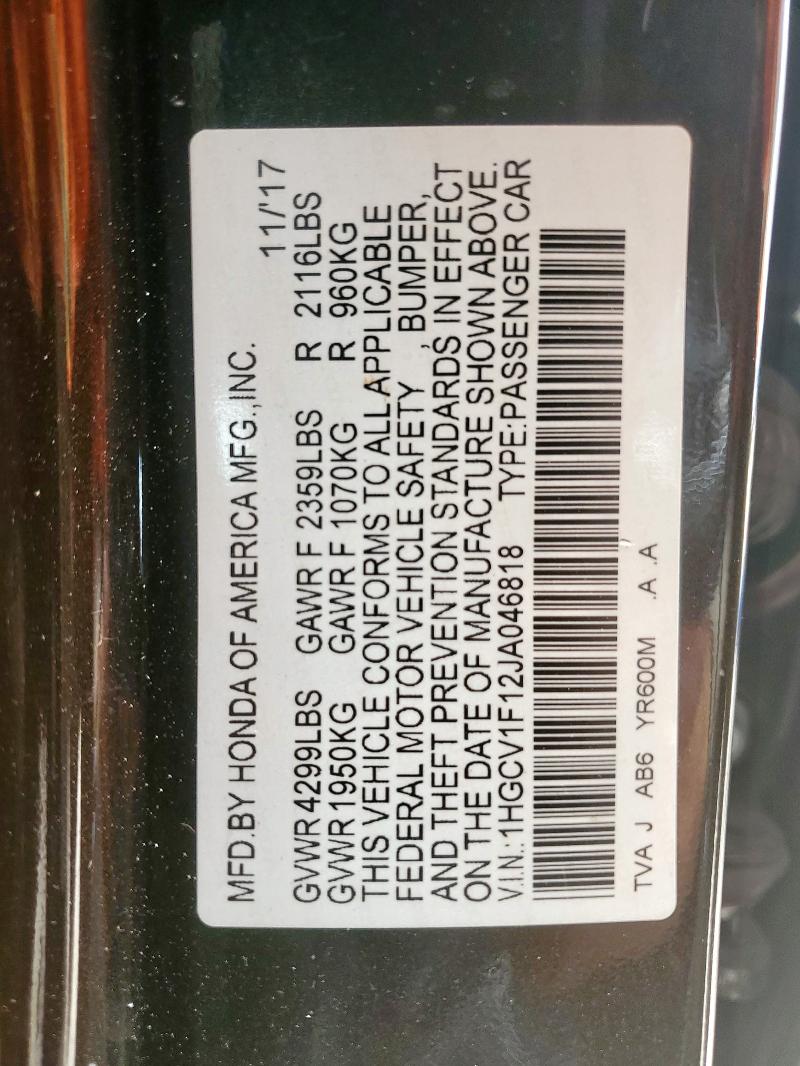 MFD.BY HONDA OF AMERICA MFG.,INC.
11/'17
GVWR 4299LBS GAWR F 2359LBS R 2116LBS
GVWR 1950KG GAWR F 1070KG R 960KG
THIS VEHICLE CONFORMS TO ALL APPLICABLE
FEDERAL MOTOR VEHICLE SAFETY , BUMPER,
AND THEFT PREVENTION STANDARDS IN EFFECT
ON THE DATE OF MANUFACTURE SHOWN ABOVE.
V.I.N.:1HGCV1F12JA046818 TYPE:PASSENGER CAR
TVA J AB6 YR600M .A .A